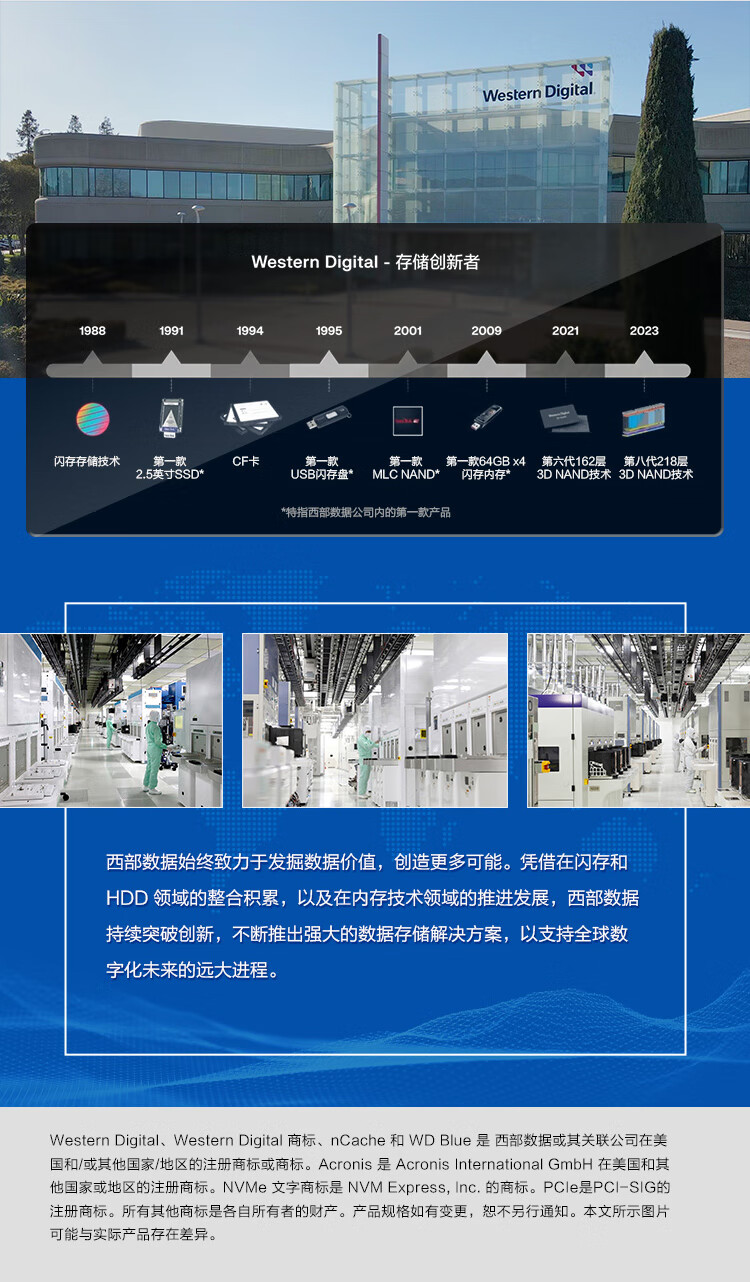 Western Digital
Western Digital - 存储创新者
1988 1991 1994 1995 2001 2009 2021 2023
闪存存储技术 第一款 CF卡 第一款 第一款 第一款64GB x4 第六代162层 第八代218层
2.5英寸SSD* USB闪存盘* MLC NAND* 闪存内存* 3D NAND技术 3D NAND技术
*特指西部数据公司内的第一款产品
西部数据始终致力于发掘数据价值，创造更多可能。凭借在闪存和
HDD 领域的整合积累，以及在内存技术领域的推进发展，西部数据
持续突破创新，不断推出强大的数据存储解决方案，以支持全球数
字化未来的远大进程。
Western Digital、Western Digital 商标、nCache 和 WD Blue 是 西部数据或其关联公司在美
国和/或其他国家/地区的注册商标或商标。Acronis 是 Acronis International GmbH 在美国和其
他国家或地区的注册商标。NVMe 文字商标是 NVM Express, Inc. 的商标。PCIe是PCI-SIG的
注册商标。所有其他商标是各自所有者的财产。产品规格如有变更，恕不另行通知。本文所示图片
可能与实际产品存在差异。